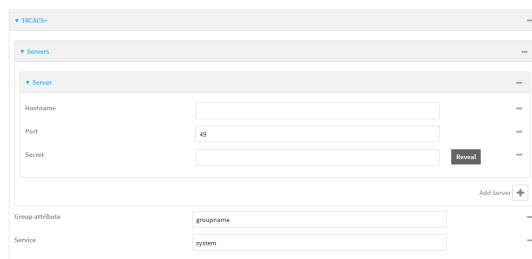 TACACS+
Servers
Server
Hostname
Port 49
Secret Reveal
Add Server
Group attribute groupname
Service system